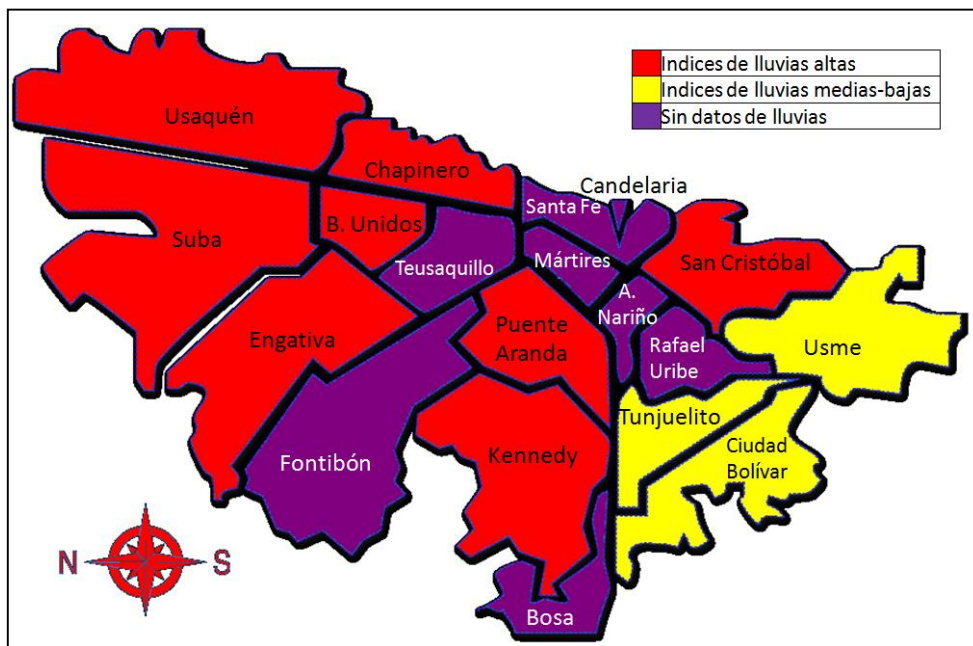 Indices de lluvias altas
Indices de lluvias medias-bajas
Sin datos de lluvias
Usaquén
Chapinero
Candelaria
Santa Fe
B. Unidos
Suba
Mártires
San Cristóbal
Teusaquillo
A.
Nariño
Engativa
Puente
Aranda
Rafael
Uribe
Usme
Tunjuelito
Fontibón
Kennedy
Ciudad
Bolívar
N
S
Bosa